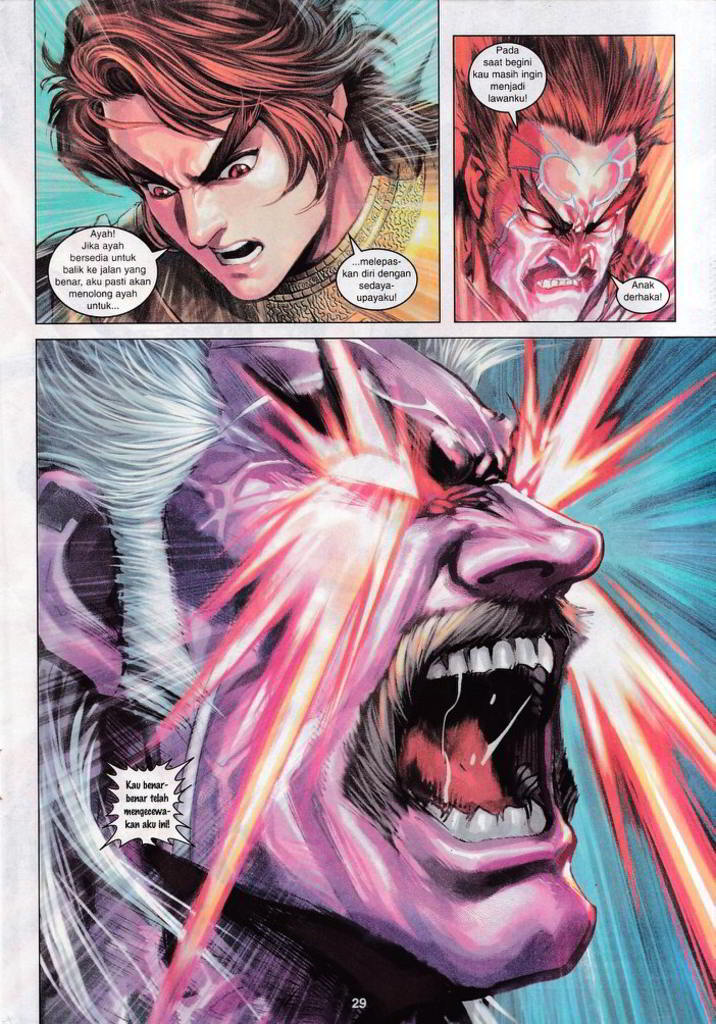 Ayah!
Jika ayah
bersedia untuk
balik ke jalan yang
benar, aku pasti akan
menolong ayah
untuk...
...melepas-
kan diri dengan
sedaya-
upayaku!
Pada
saat begini
kau masih ingin
menjadi
lawanku!
Anak
derhaka!
Kau benar-
benar telah
mengecewa-
kan aku ini!
29